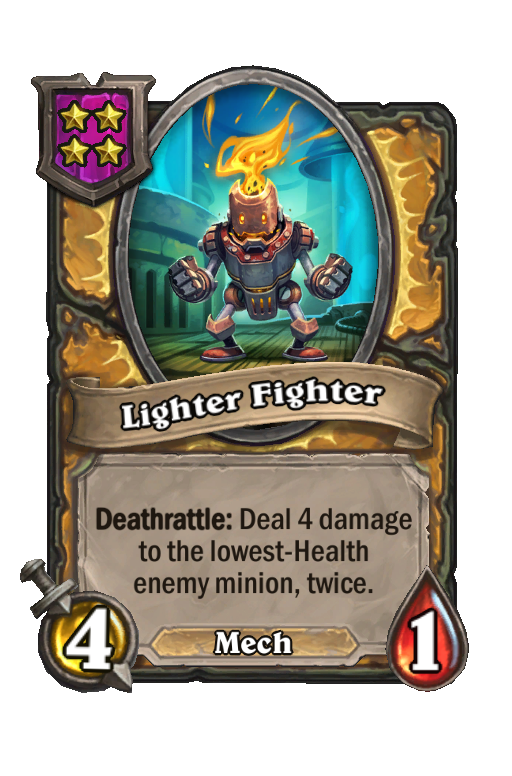 Lighter Fighter
Deathrattle: Deal 4 damage
to the lowest-Health
enemy minion, twice.
4
Mech
1